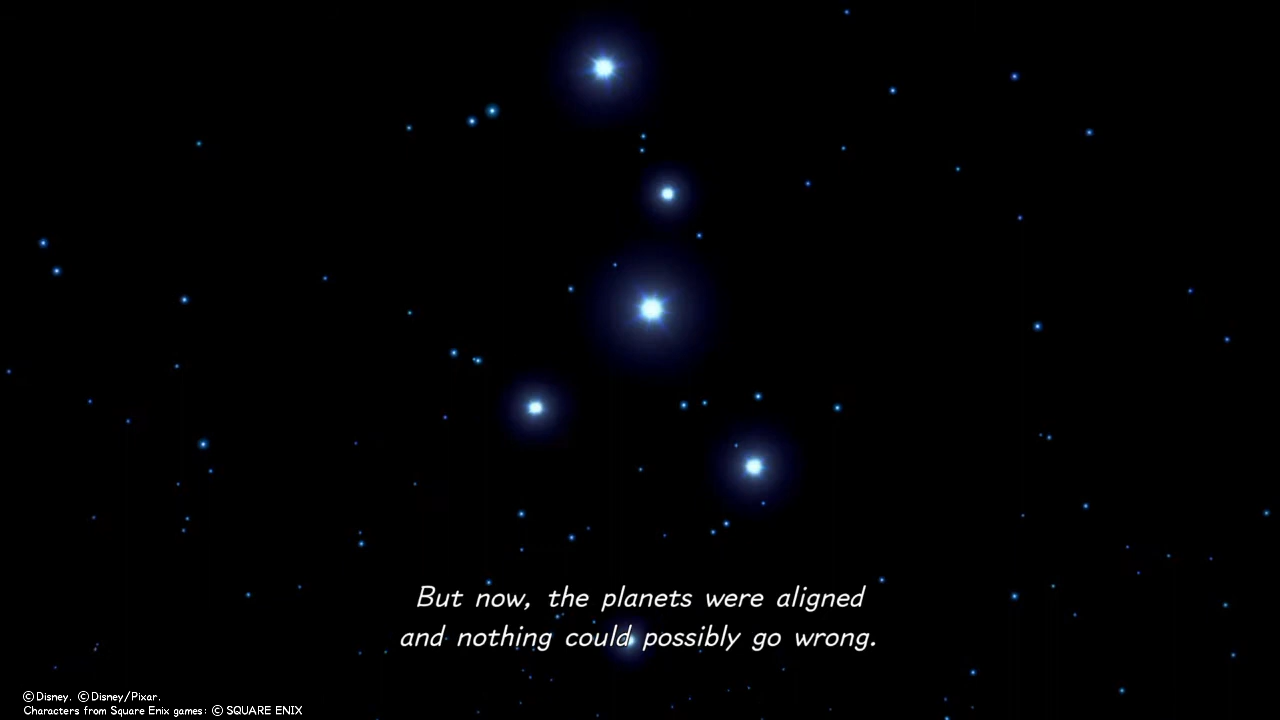 But now, the planets were aligned
and nothing could possibly go wrong.
©Disney. ©Disney/Pixar.
Characters from Square Enix games: © SQUARE ENIX